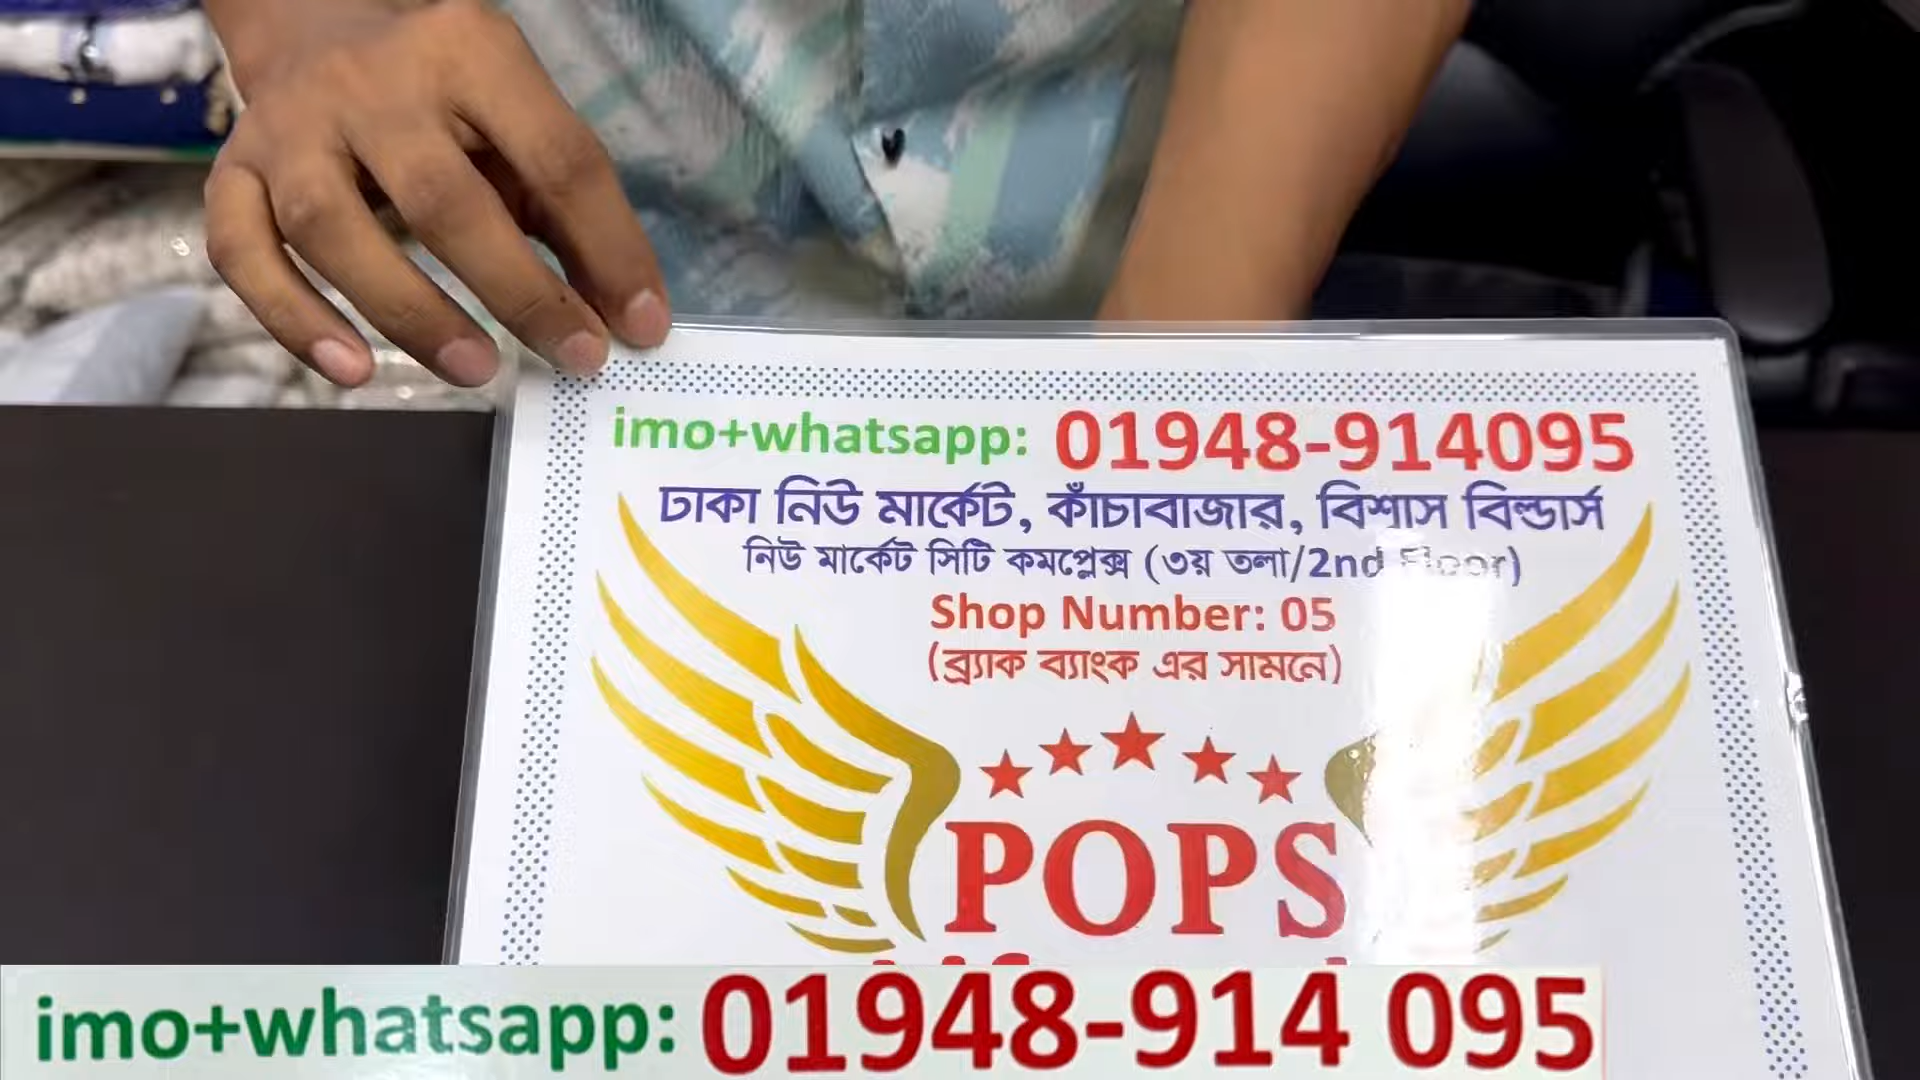 imo+whatsapp: 01948-914095
ঢাকা নিউ মার্কেট, কাঁচাবাজার, বিশাস বিল্ডার্স
নিউ মার্কেট সিটি কমপ্লেক্স (৩য় তলা/2nd Floor)
Shop Number: 05
(ব্র্যাক ব্যাংক এর সামনে)
POPS
imo+whatsapp: 01948-914 095